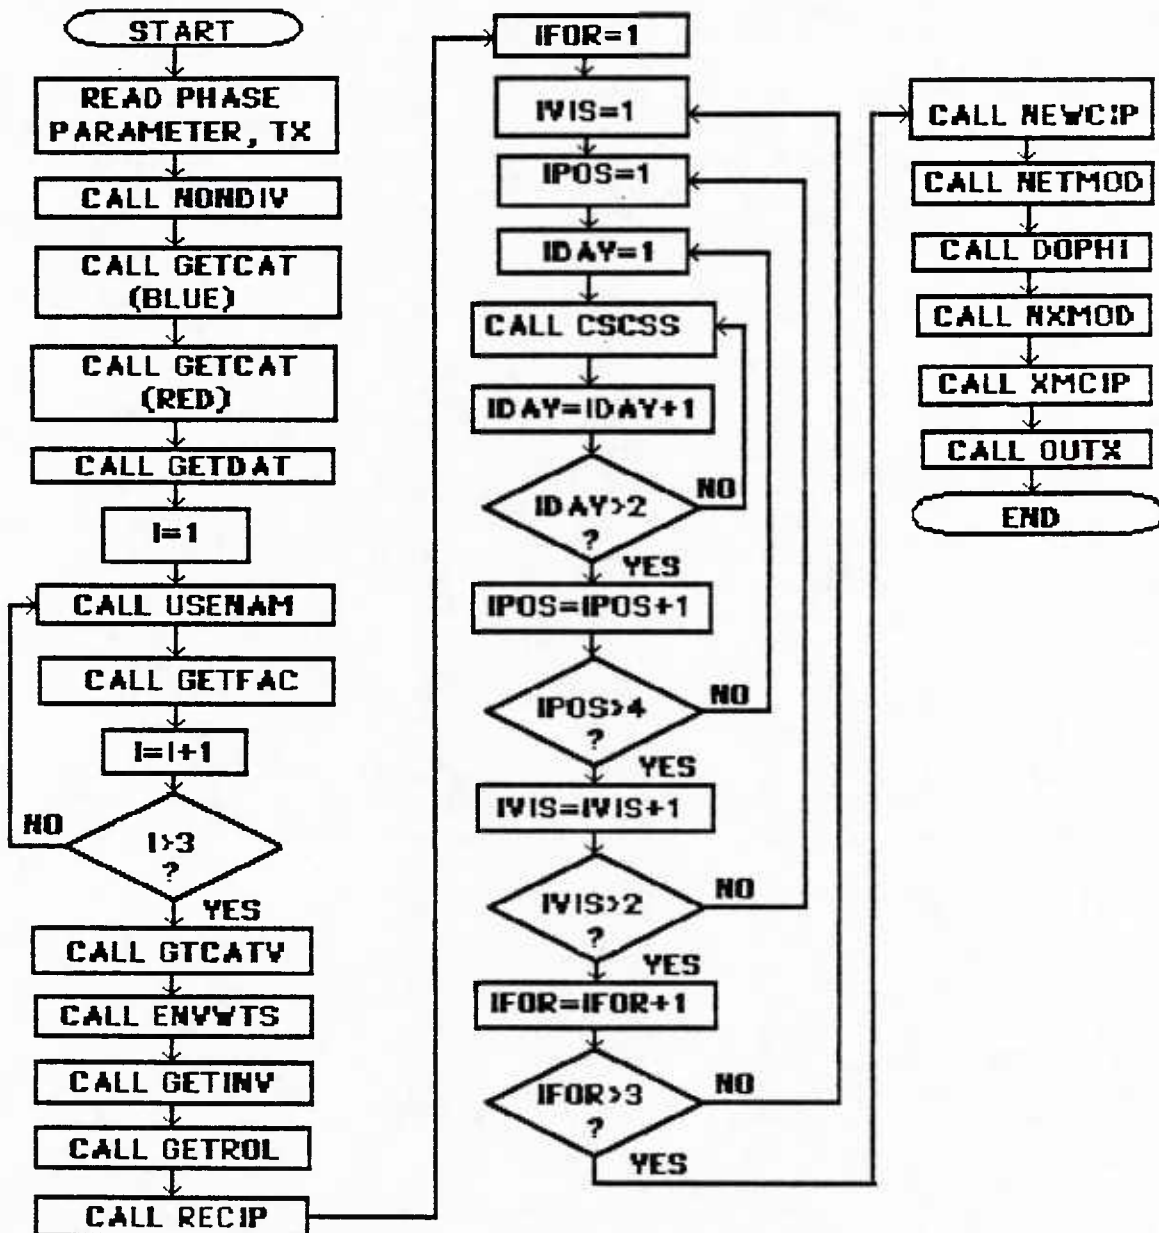 START
READ PHASE
PARAMETER, TX
CALL NONDIV
CALL GETCAT
(BLUE)
CALL GETCAT
(RED)
CALL GETDAT
I=1
CALL USENAM
CALL GETFAC
I=I+1
I>3
?
NO
YES
CALL GTCATV
CALL ENVWTS
CALL GETINV
CALL GETROL
CALL RECIP
IFOR=1
IVIS=1
IPOS=1
IDAY=1
CALL CSCSS
IDAY=IDAY+1
IDAY>2
?
NO
YES
IPOS=IPOS+1
IPOS>4
?
NO
YES
IVIS=IVIS+1
IVIS>2
?
NO
YES
IFOR=IFOR+1
IFOR>3
?
NO
YES
CALL NEWCIP
CALL NETMOD
CALL DOPHI
CALL NXMOD
CALL XMCIP
CALL OUTX
END